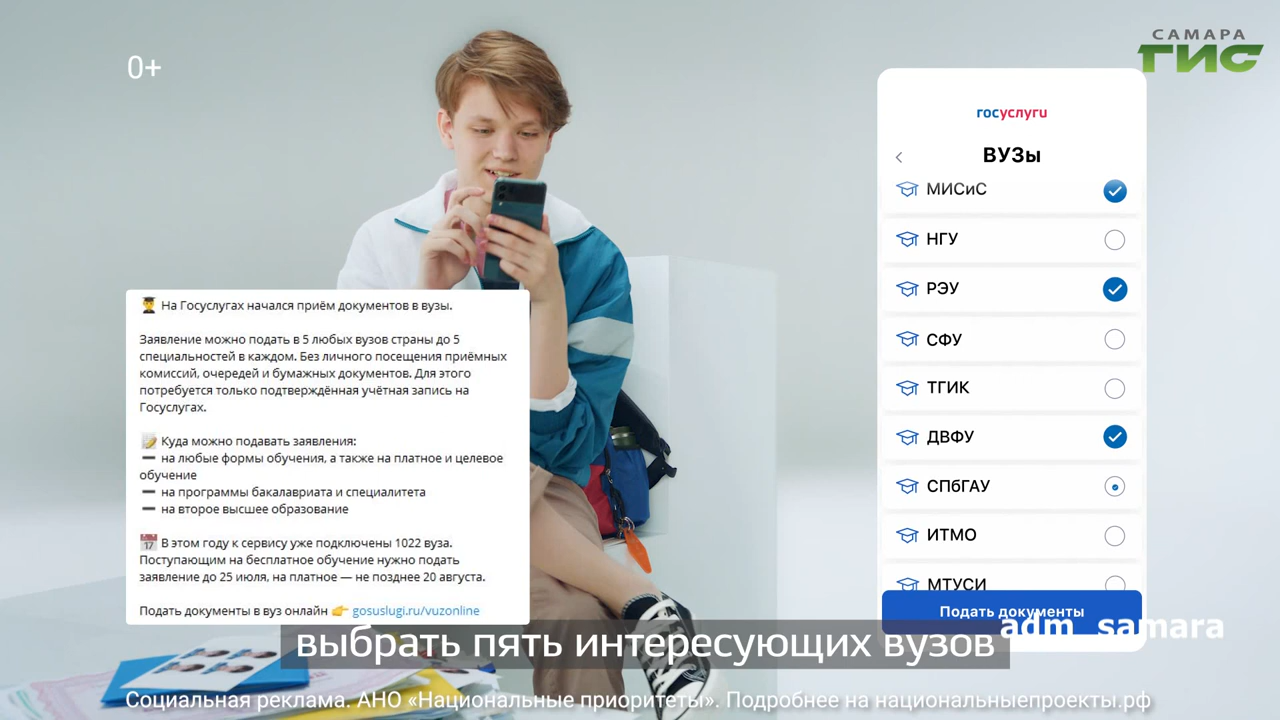 0+
САМАРА
ГИС
госуслуги
ВУЗы
МИСиС
НГУ
РЭУ
СФУ
ТГИК
ДВФУ
СПбГАУ
ИТМО
МТУСИ
Подать документы
На Госуслугах начался приём документов в вузы.
Заявление можно подать в 5 любых вузов страны до 5
специальностей в каждом. Без личного посещения приёмных
комиссий, очередей и бумажных документов. Для этого
потребуется только подтверждённая учётная запись на
Госуслугах.
Куда можно подавать заявления:
➖ на любые формы обучения, а также на платное и целевое
обучение
➖ на программы бакалавриата и специалитета
➖ на второе высшее образование
17 В этом году к сервису уже подключены 1022 вуза.
Поступающим на бесплатное обучение нужно подать
заявление до 25 июля, на платное — не позднее 20 августа.
Подать документы в вуз онлайн 👉 gosuslugi.ru/vuzonline
adm_samara
выбрать пять интересующих вузов
Социальная реклама. АНО «Национальные приоритеты». Подробнее на национальныепроекты.рф